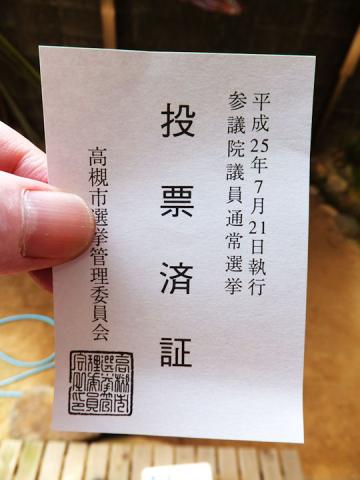 平成25年7月21日執行
参議院議員通常選挙
投票済証
高槻市選挙管理委員会